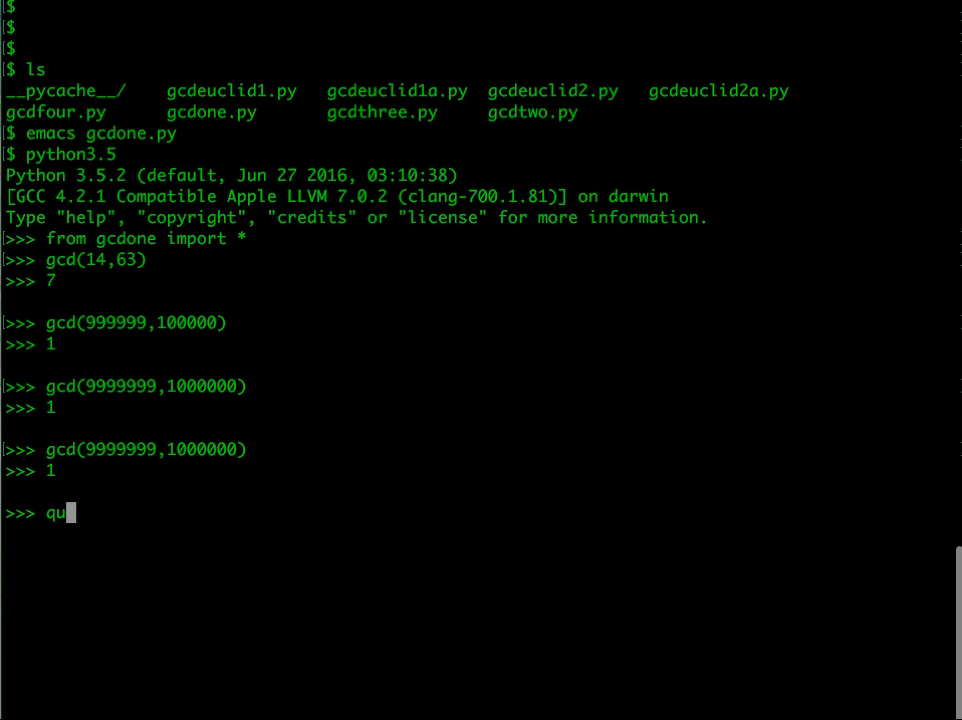 [$
[$
[$
[$ ls
__pycache__/ gcdeuclid1.py gcdeuclid1a.py gcdeuclid2.py gcdeuclid2a.py
gcdfour.py gcdone.py gcdthree.py gcdtwo.py
[$ emacs gcdone.py
[$ python3.5
Python 3.5.2 (default, Jun 27 2016, 03:10:38)
[GCC 4.2.1 Compatible Apple LLVM 7.0.2 (clang-700.1.81)] on darwin
Type "help", "copyright", "credits" or "license" for more information.
[>>> from gcdone import *
[>>> gcd(14,63)
>>> 7
[>>> gcd(999999,100000)
>>> 1
[>>> gcd(9999999,1000000)
>>> 1
[>>> gcd(9999999,1000000)
>>> 1
>>> qu